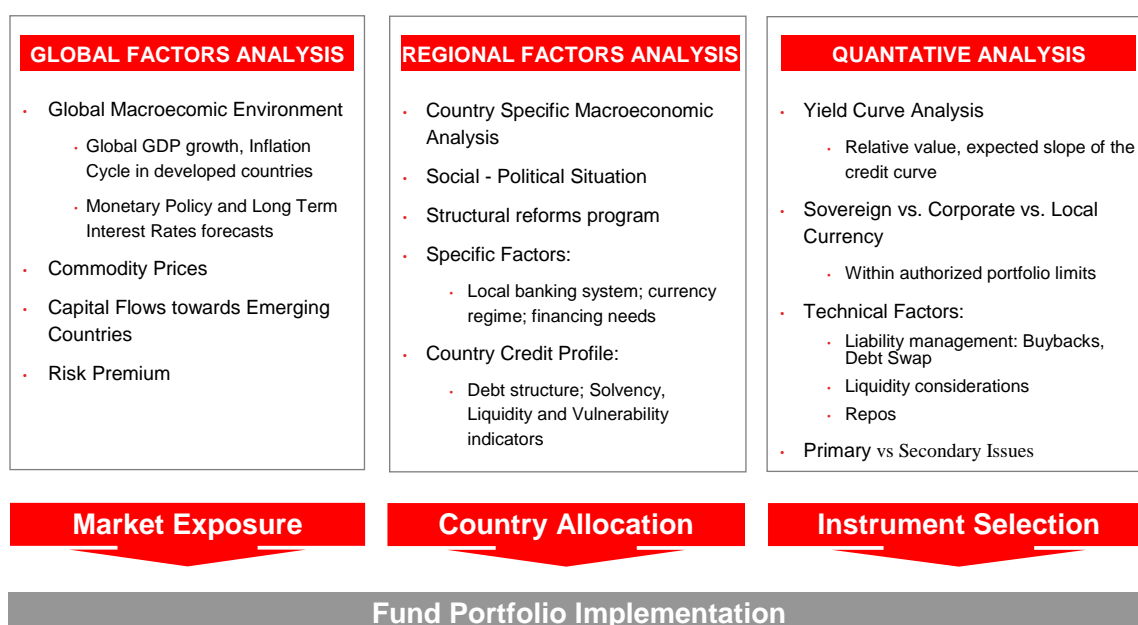 GLOBAL FACTORS ANALYSIS
• Global Macroecomic Environment
• Global GDP growth, Inflation
Cycle in developed countries
• Monetary Policy and Long Term
Interest Rates forecasts
• Commodity Prices
• Capital Flows towards Emerging
Countries
• Risk Premium
REGIONAL FACTORS ANALYSIS
• Country Specific Macroeconomic
Analysis
• Social - Political Situation
• Structural reforms program
• Specific Factors:
• Local banking system; currency
regime; financing needs
• Country Credit Profile:
• Debt structure; Solvency,
Liquidity and Vulnerability
indicators
QUANTATIVE ANALYSIS
• Yield Curve Analysis
• Relative value, expected slope of the
credit curve
• Sovereign vs. Corporate vs. Local
Currency
• Within authorized portfolio limits
• Technical Factors:
• Liability management: Buybacks,
Debt Swap
• Liquidity considerations
• Repos
• Primary vs Secondary Issues
Market Exposure
Country Allocation
Instrument Selection
Fund Portfolio Implementation